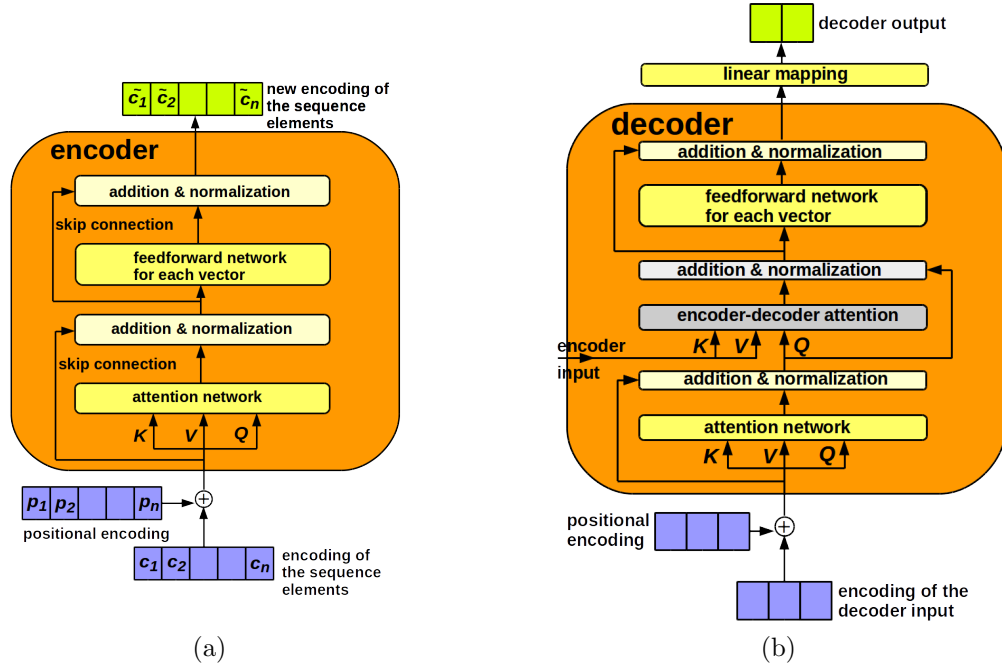 c̃₁ c̃₂ c̃ₙ
new encoding of
the sequence
elements
encoder
addition & normalization
skip connection
feedforward network
for each vector
addition & normalization
skip connection
attention network
K V Q
p₁ p₂ pₙ
positional encoding
c₁ c₂ cₙ
encoding of
the sequence
elements
(a)
decoder output
linear mapping
decoder
addition & normalization
feedforward network
for each vector
addition & normalization
encoder-decoder attention
K V Q
encoder
input
addition & normalization
attention network
K V Q
positional
encoding
encoding of the
decoder input
(b)